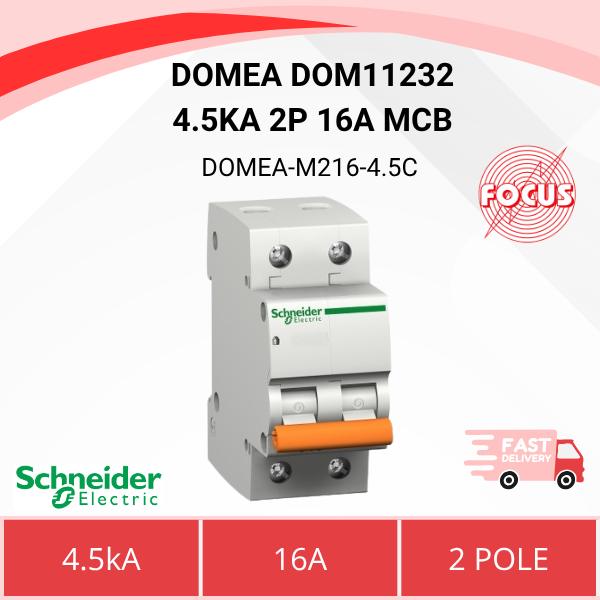 DOMEA DOM11232
4.5KA 2P 16A MCB
DOMEA-M216-4.5C
FOCUS
Schneider
Electric
FAST
DELIVERY
Schneider
Electric
4.5kA
16A
2 POLE